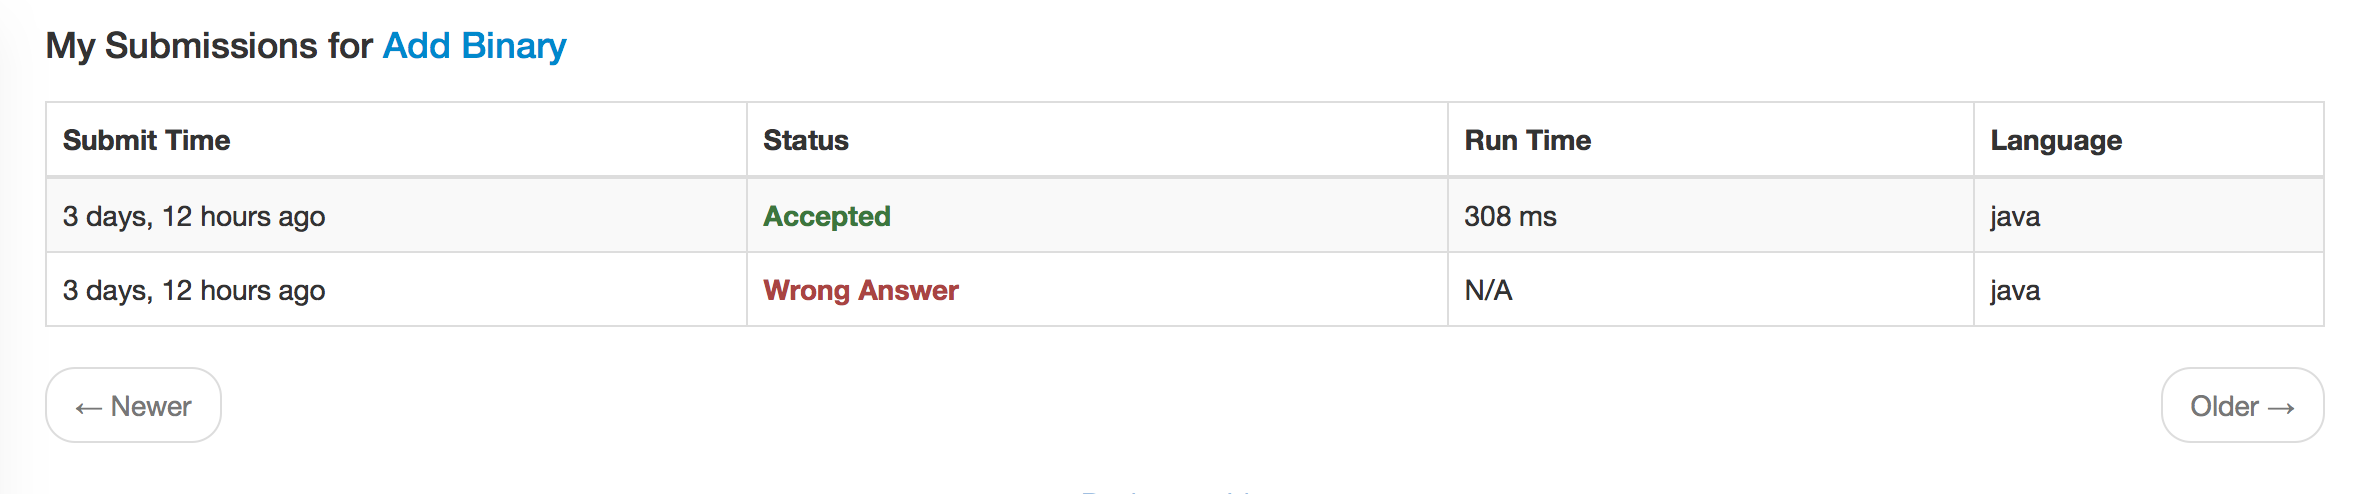 My Submissions for Add Binary
Submit Time Status Run Time Language
3 days, 12 hours ago Accepted 308 ms java
3 days, 12 hours ago Wrong Answer N/A java
← Newer Older →